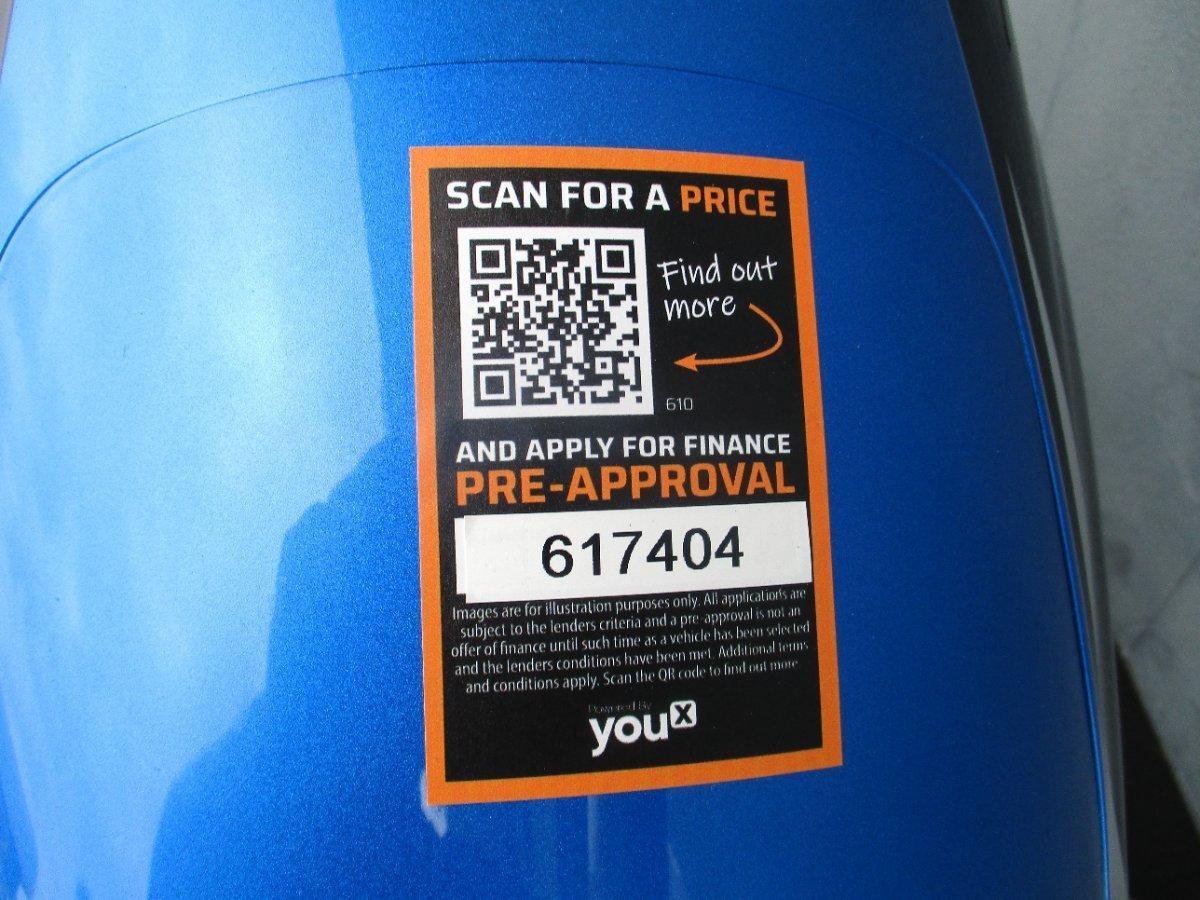 SCAN FOR A PRICE
Find out
more
610
AND APPLY FOR FINANCE
PRE-APPROVAL
617404
Images are for illustration purposes only. All applications are
subject to the lenders criteria and a pre-approval is not an
offer of finance until such time as a vehicle has been selected
and the lenders conditions have been met. Additional terms
and conditions apply. Scan the QR code to find out more
Powered By
youx